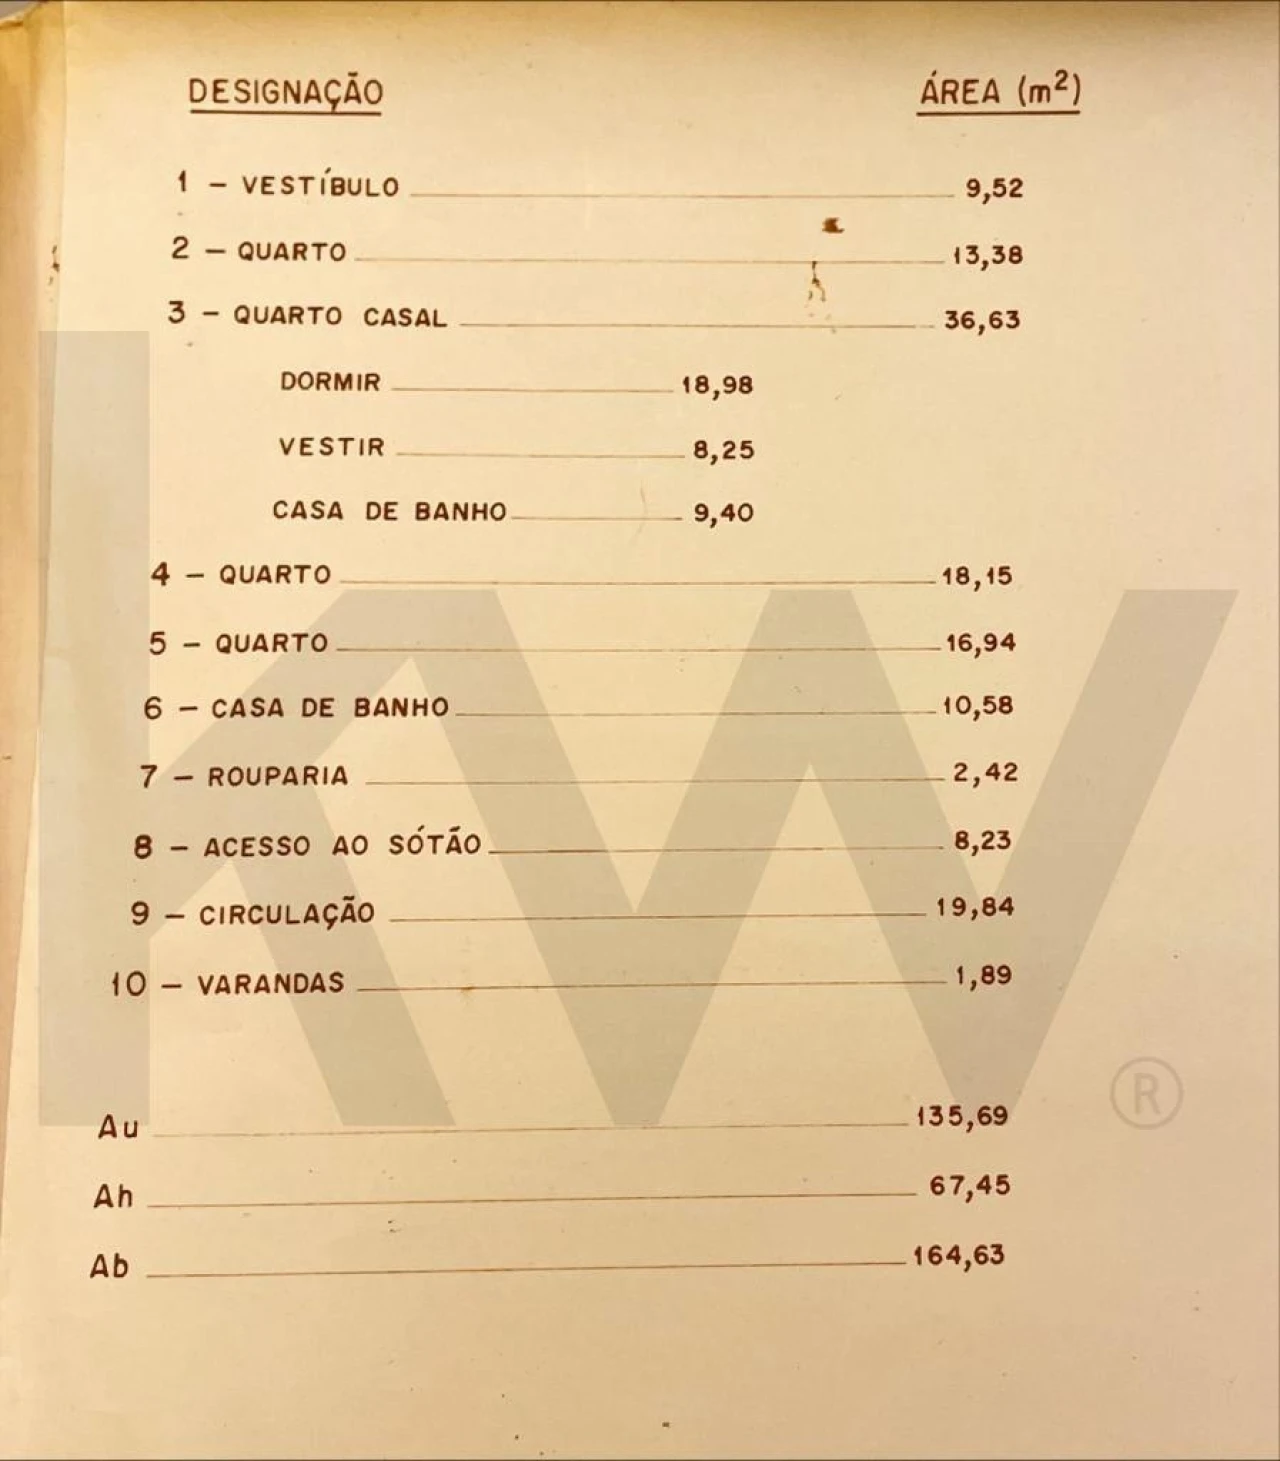 DESIGNAÇÃO ÁREA (m²)
1 - VESTÍBULO 9,52
2 - QUARTO 13,38
3 - QUARTO CASAL 36,63
DORMIR 18,98
VESTIR 8,25
CASA DE BANHO 9,40
4 - QUARTO 18,15
5 - QUARTO 16,94
6 - CASA DE BANHO 10,58
7 - ROUPARIA 2,42
8 - ACESSO AO SÓTÃO 8,23
9 - CIRCULAÇÃO 19,84
10 - VARANDAS 1,89
Au 135,69
Ah 67,45
Ab 164,63
kw ®